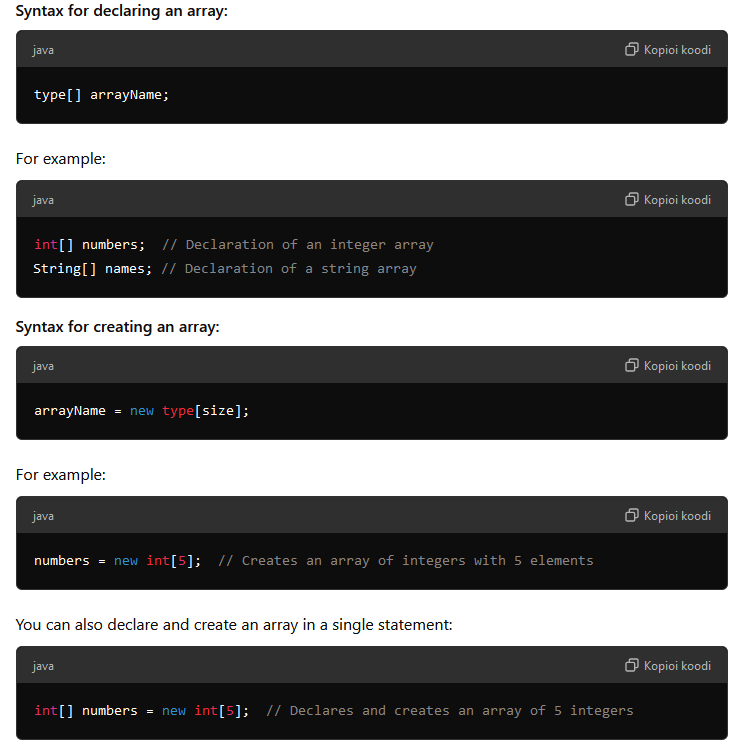 Syntax for declaring an array:
java Kopioi koodi
type[] arrayName;
For example:
java Kopioi koodi
int[] numbers;  // Declaration of an integer array
String[] names; // Declaration of a string array
Syntax for creating an array:
java Kopioi koodi
arrayName = new type[size];
For example:
java Kopioi koodi
numbers = new int[5];  // Creates an array of integers with 5 elements
You can also declare and create an array in a single statement:
java Kopioi koodi
int[] numbers = new int[5];  // Declares and creates an array of 5 integers